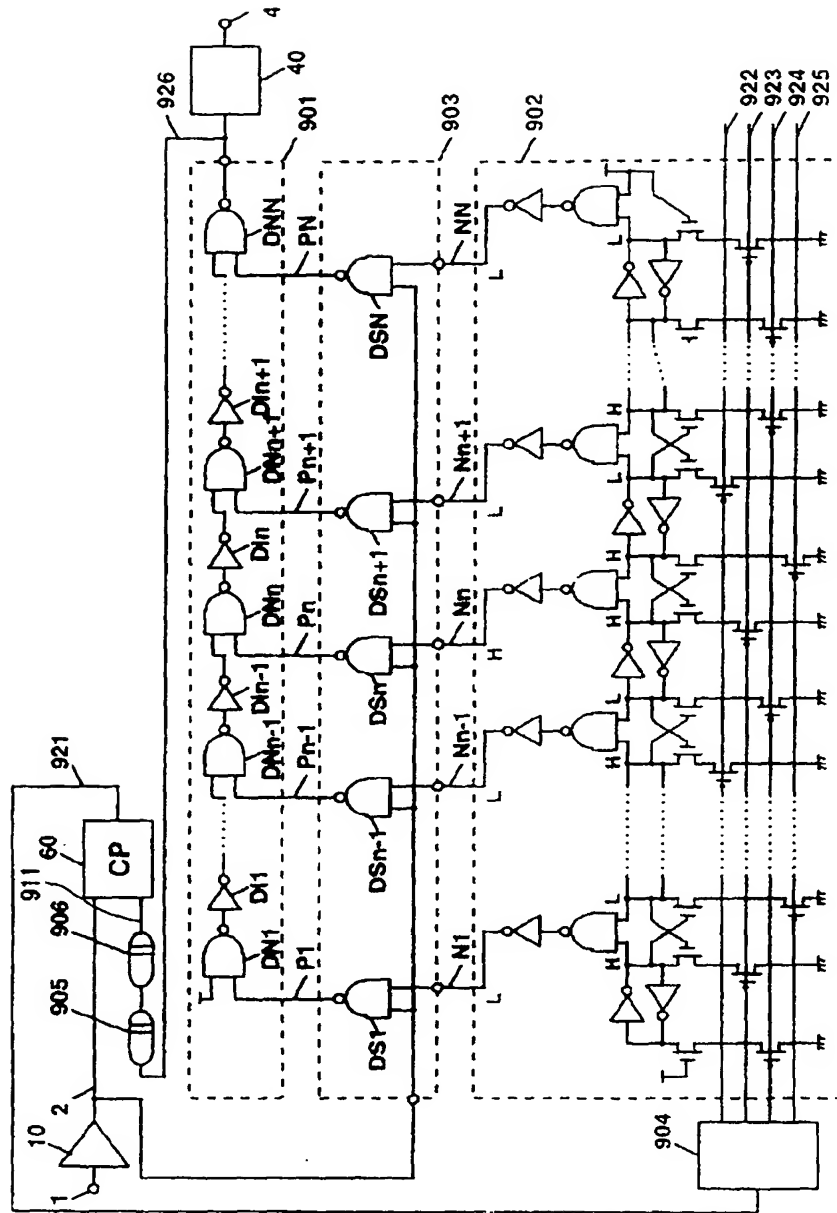 4
40
926
901
DNN
PN
DIn+1
DNn+1
Pn+1
DIn
DNn
Pn
DIn-1
DNn-1
Pn-1
DI1
DN1
P1
903
DSN
DSn+1
DSn
DSn-1
DS1
902
NN
L
Nn+1
L
Nn
H
Nn-1
L
N1
L
922
923
924
925
L
H
L
H
H
L
H
L
H
921
60
CP
911
906
905
2
10
1
904